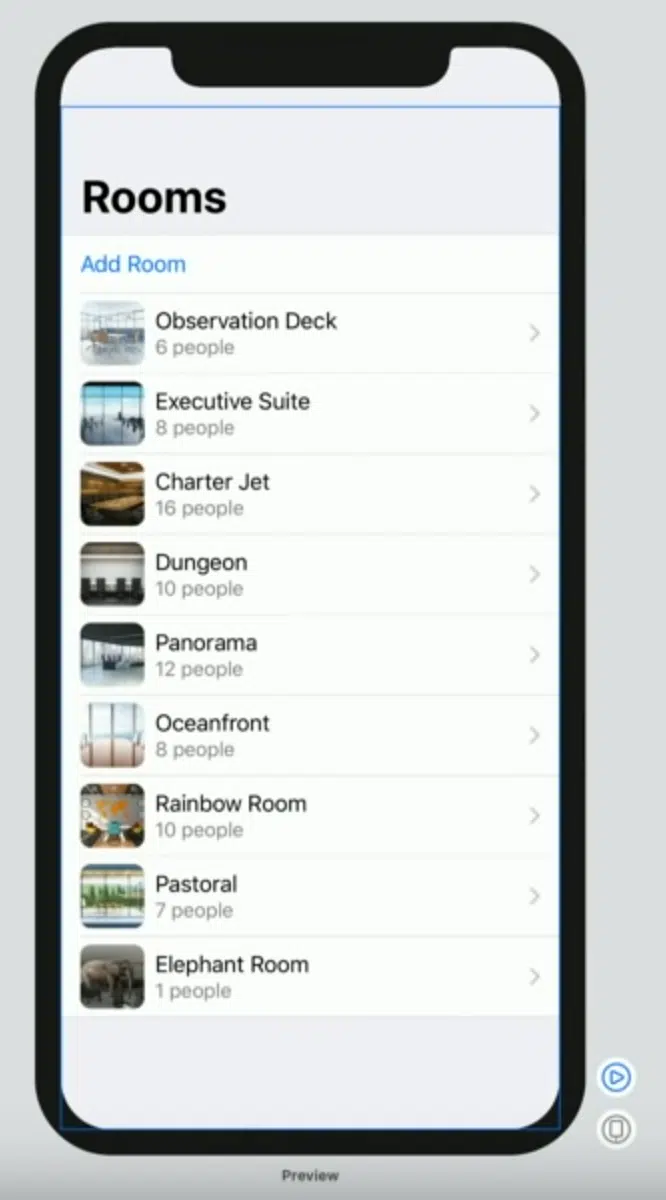 Rooms
Add Room
Observation Deck
6 people
Executive Suite
8 people
Charter Jet
16 people
Dungeon
10 people
Panorama
12 people
Oceanfront
8 people
Rainbow Room
10 people
Pastoral
7 people
Elephant Room
1 people
Preview